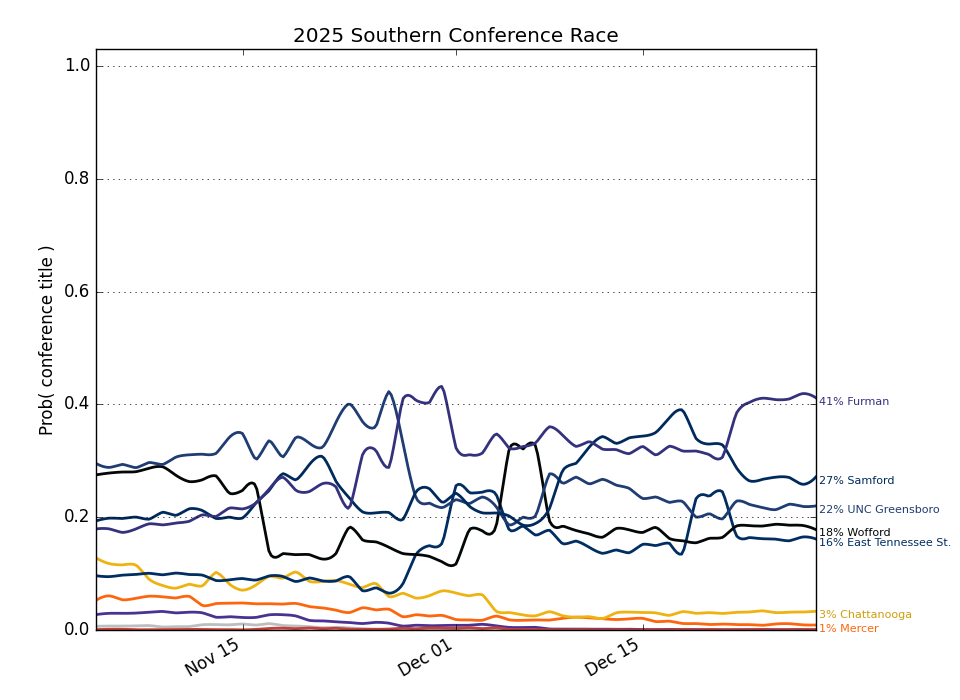 2025 Southern Conference Race
Prob( conference title )
1.0
0.8
0.6
0.4
0.2
0.0
Nov 15
Dec 01
Dec 15
41% Furman
27% Samford
22% UNC Greensboro
18% Wofford
16% East Tennessee St.
3% Chattanooga
1% Mercer